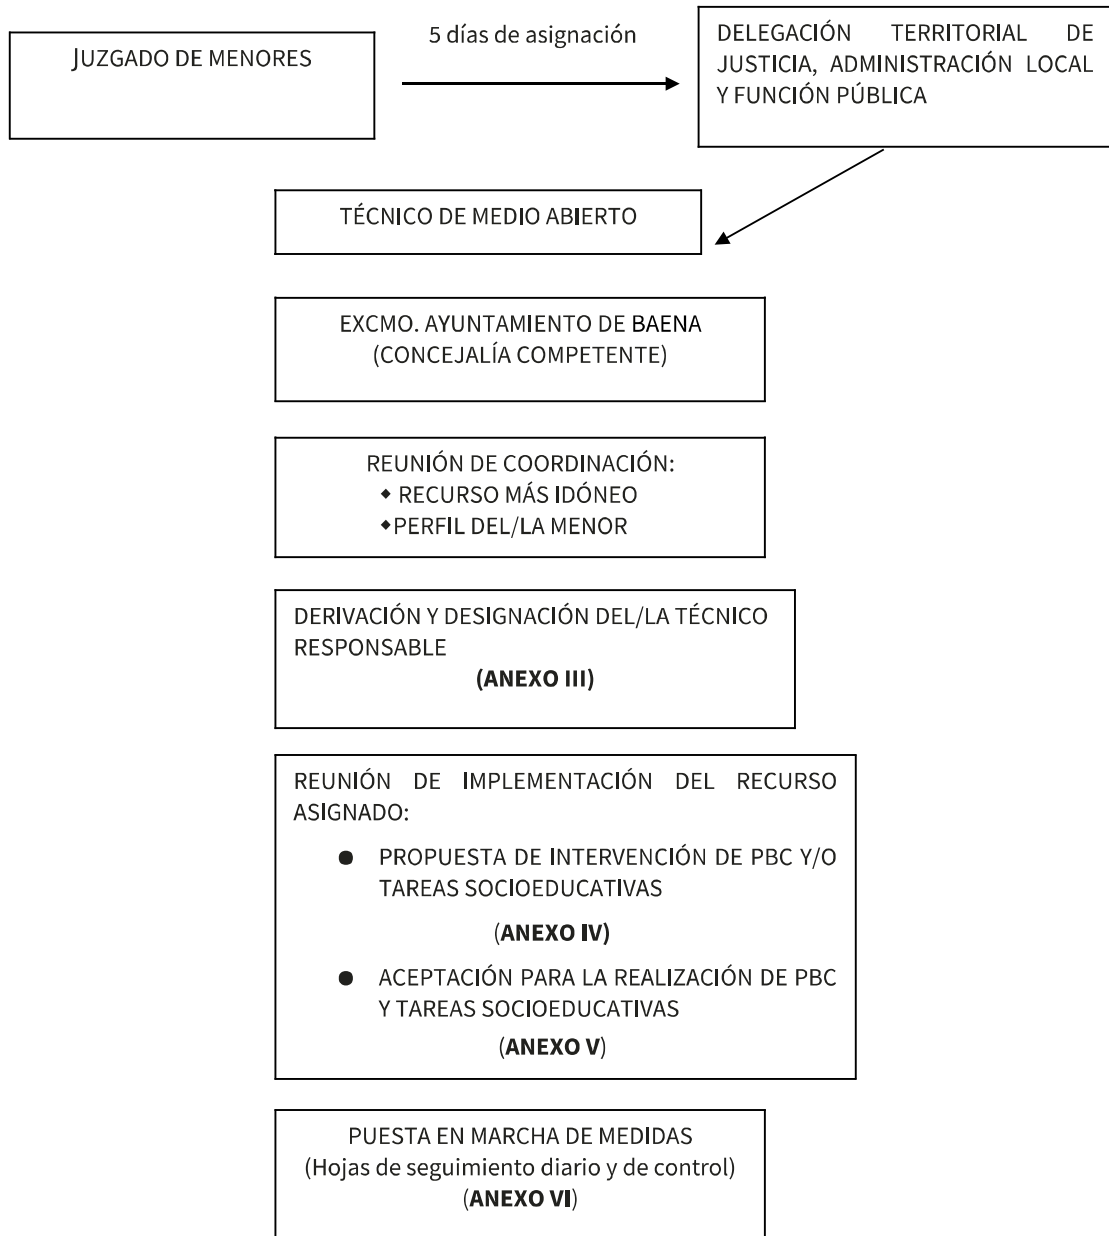 JUZGADO DE MENORES
5 días de asignación
DELEGACIÓN TERRITORIAL DE
JUSTICIA, ADMINISTRACIÓN LOCAL
Y FUNCIÓN PÚBLICA
TÉCNICO DE MEDIO ABIERTO
EXCMO. AYUNTAMIENTO DE BAENA
(CONCEJALÍA COMPETENTE)
REUNIÓN DE COORDINACIÓN:
◆ RECURSO MÁS IDÓNEO
◆PERFIL DEL/LA MENOR
DERIVACIÓN Y DESIGNACIÓN DEL/LA TÉCNICO
RESPONSABLE
(ANEXO III)
REUNIÓN DE IMPLEMENTACIÓN DEL RECURSO
ASIGNADO:
● PROPUESTA DE INTERVENCIÓN DE PBC Y/O
TAREAS SOCIOEDUCATIVAS
(ANEXO IV)
● ACEPTACIÓN PARA LA REALIZACIÓN DE PBC
Y TAREAS SOCIOEDUCATIVAS
(ANEXO V)
PUESTA EN MARCHA DE MEDIDAS
(Hojas de seguimiento diario y de control)
(ANEXO VI)